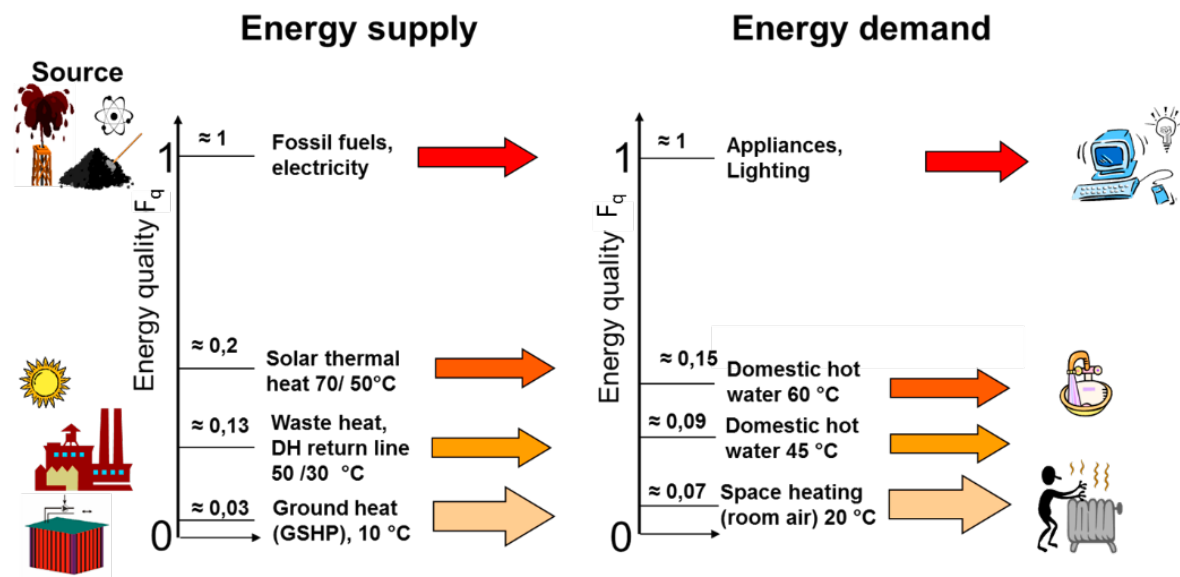 Energy supply
Energy demand
Source
≈ 1
1
Fossil fuels,
electricity
Energy quality Fq
≈ 0,2
Solar thermal
heat 70/ 50°C
≈ 0,13
Waste heat,
DH return line
50 /30 °C
≈ 0,03
Ground heat
(GSHP), 10 °C
0
≈ 1
1
Appliances,
Lighting
Energy quality Fq
≈ 0,15
Domestic hot
water 60 °C
≈ 0,09
Domestic hot
water 45 °C
≈ 0,07
Space heating
(room air) 20 °C
0